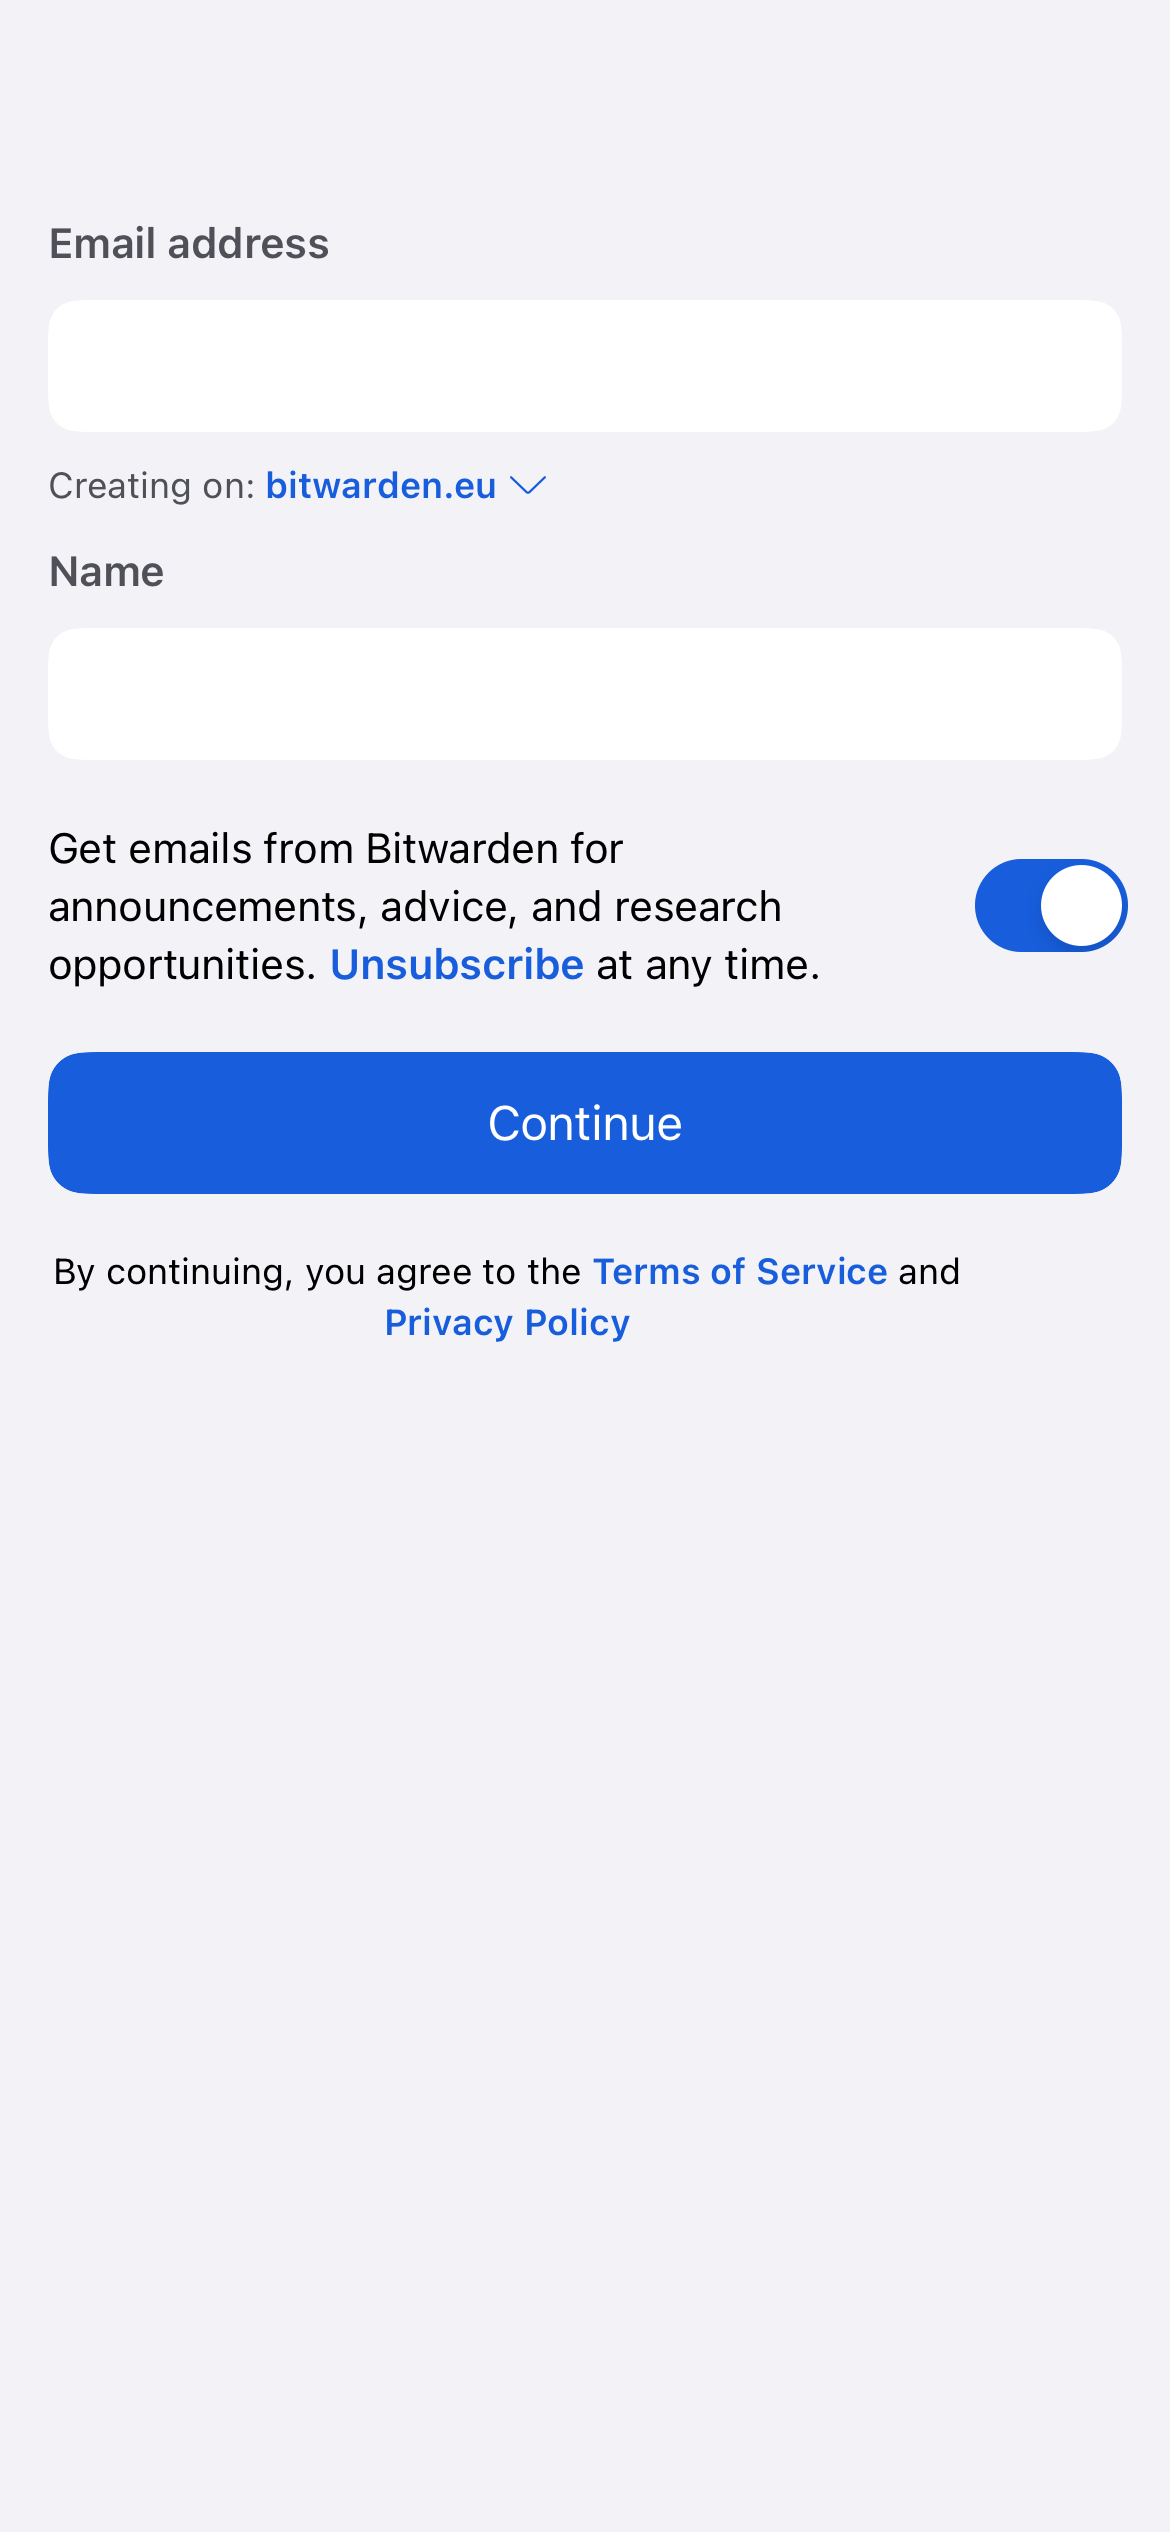 Email address
Creating on: bitwarden.eu
Name
Get emails from Bitwarden for
announcements, advice, and research
opportunities. Unsubscribe at any time.
Continue
By continuing, you agree to the Terms of Service and
Privacy Policy